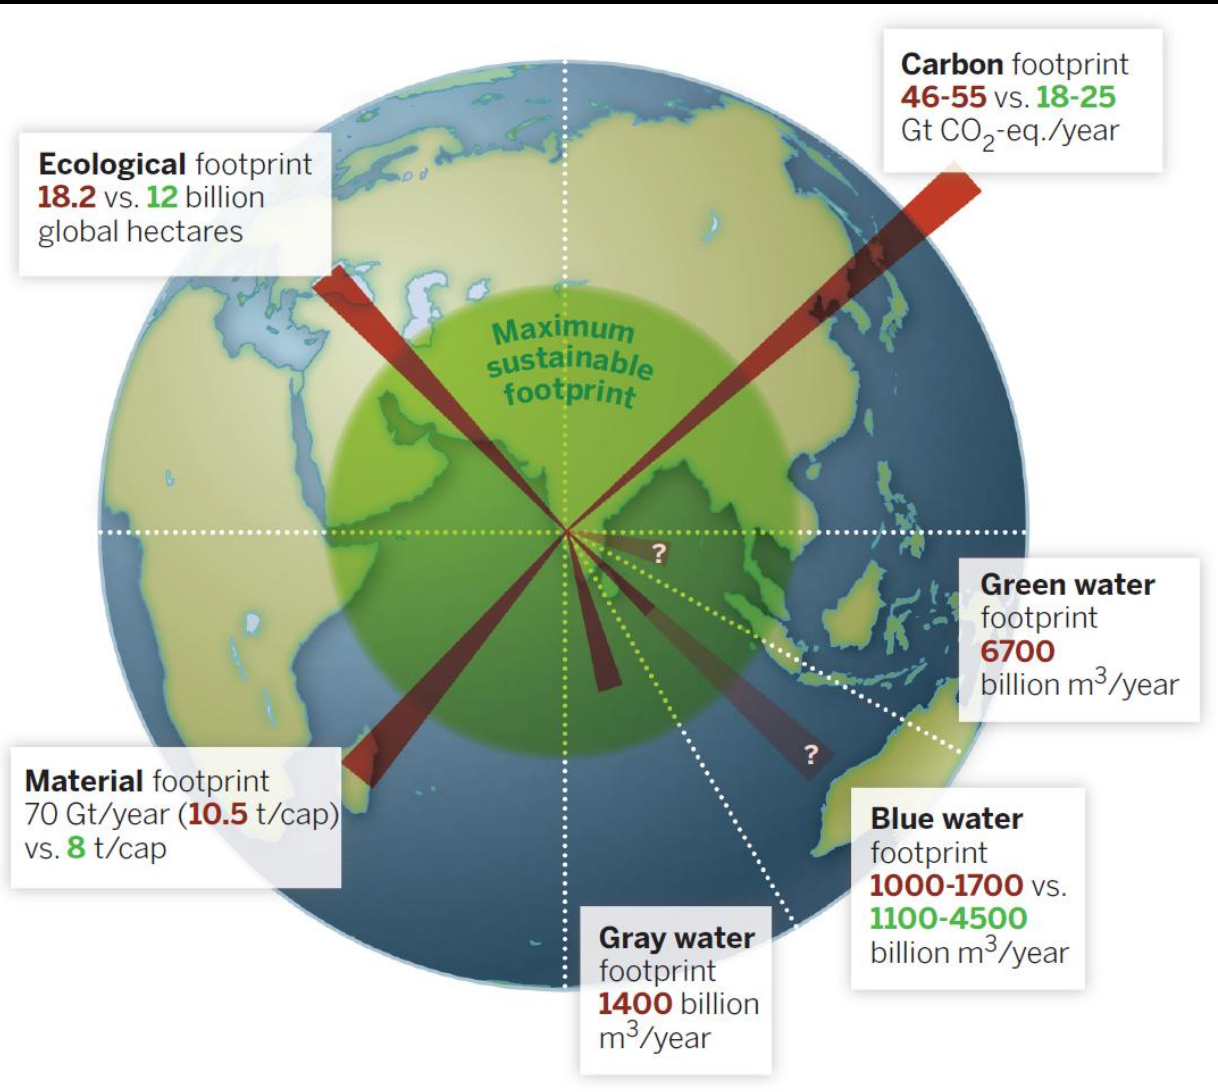 Carbon footprint
46-55 vs. 18-25
Gt CO₂-eq./year
Ecological footprint
18.2 vs. 12 billion
global hectares
Maximum
sustainable
footprint
?
Green water
footprint
6700
billion m³/year
?
Material footprint
70 Gt/year (10.5 t/cap)
vs. 8 t/cap
Blue water
footprint
1000-1700 vs.
1100-4500
billion m³/year
Gray water
footprint
1400 billion
m³/year